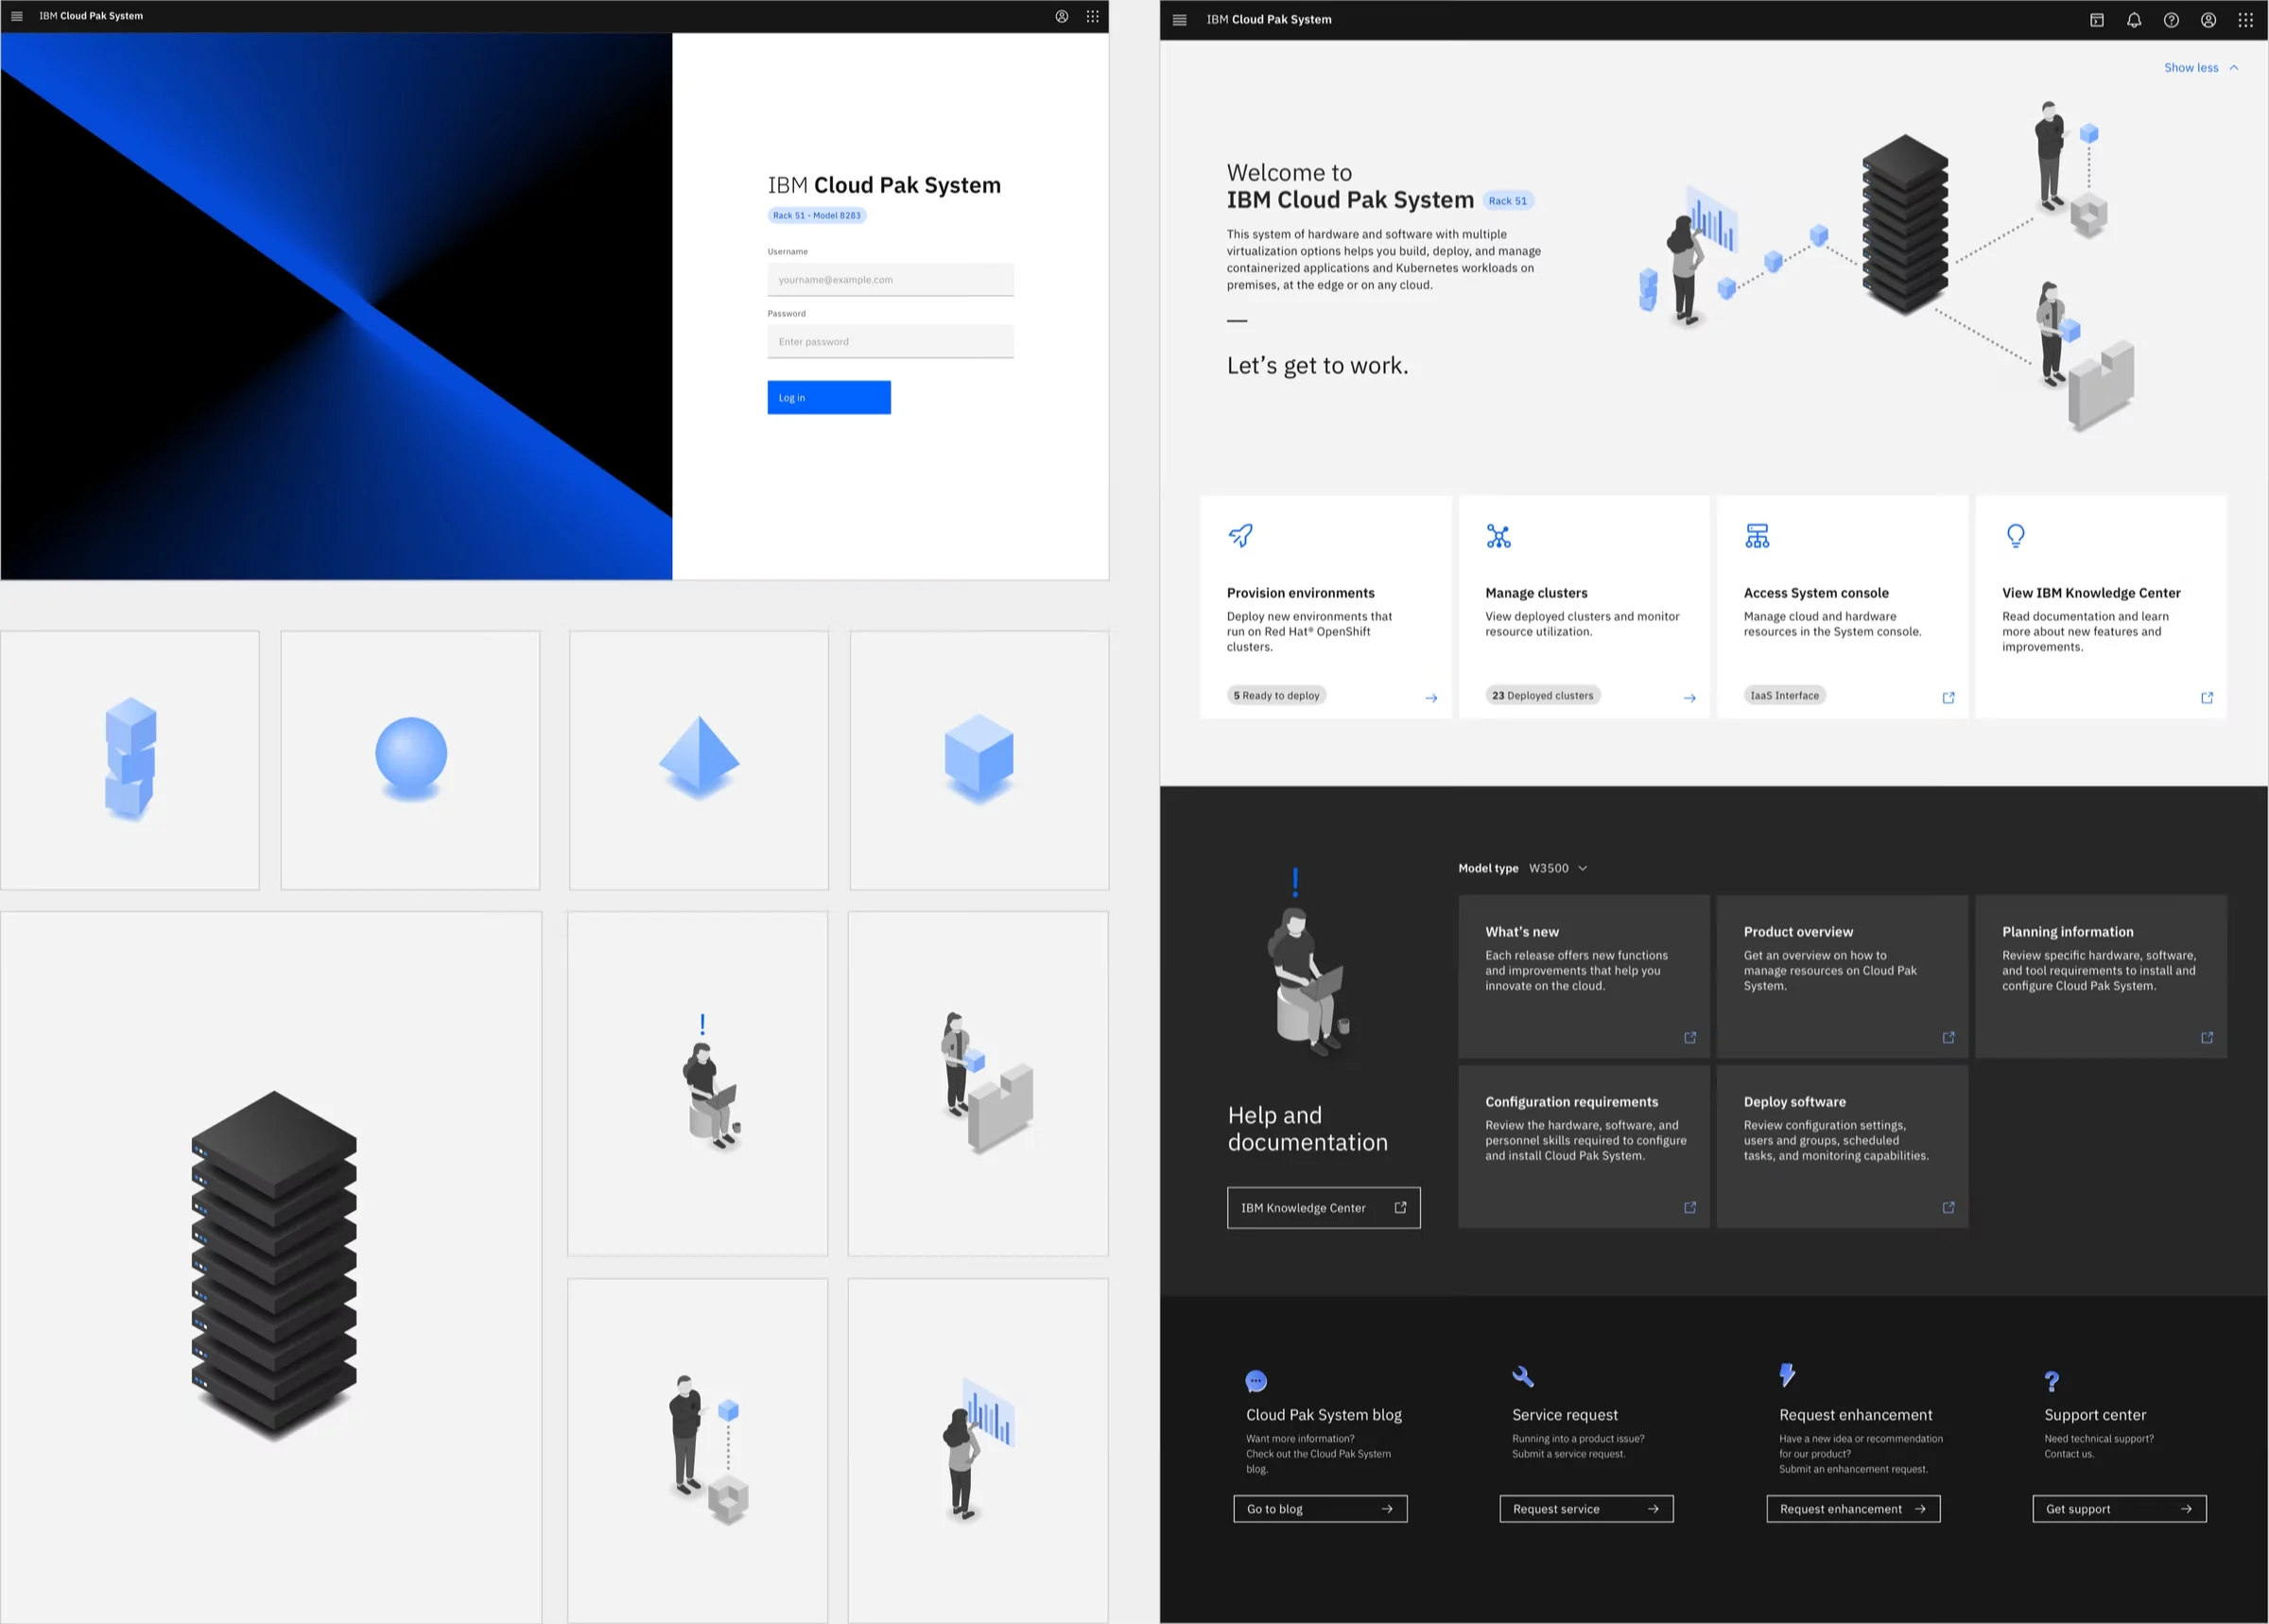 IBM Cloud Pak System
IBM Cloud Pak System
Rack 51 - Model 8283
Username
yourname@example.com
Password
Enter password
Log in
!
!
IBM Cloud Pak System
Show less
Welcome to
IBM Cloud Pak System Rack 51
This system of hardware and software with multiple
virtualization options helps you build, deploy, and manage
containerized applications and Kubernetes workloads on
premises, at the edge or on any cloud.
Let’s get to work.
Provision environments
Deploy new environments that
run on Red Hat® OpenShift
clusters.
5 Ready to deploy
Manage clusters
View deployed clusters and monitor
resource utilization.
23 Deployed clusters
Access System console
Manage cloud and hardware
resources in the System console.
IaaS Interface
View IBM Knowledge Center
Read documentation and learn
more about new features and
improvements.
Help and
documentation
IBM Knowledge Center
Model type W3500
What’s new
Each release offers new functions
and improvements that help you
innovate on the cloud.
Product overview
Get an overview on how to
manage resources on Cloud Pak
System.
Planning information
Review specific hardware, software,
and tool requirements to install and
configure Cloud Pak System.
Configuration requirements
Review the hardware, software, and
personnel skills required to configure
and install Cloud Pak System.
Deploy software
Review configuration settings,
users and groups, scheduled
tasks, and monitoring capabilities.
Cloud Pak System blog
Want more information?
Check out the Cloud Pak System
blog.
Go to blog
Service request
Running into a product issue?
Submit a service request.
Request service
Request enhancement
Have a new idea or recommendation
for our product?
Submit an enhancement request.
Request enhancement
?
Support center
Need technical support?
Contact us.
Get support